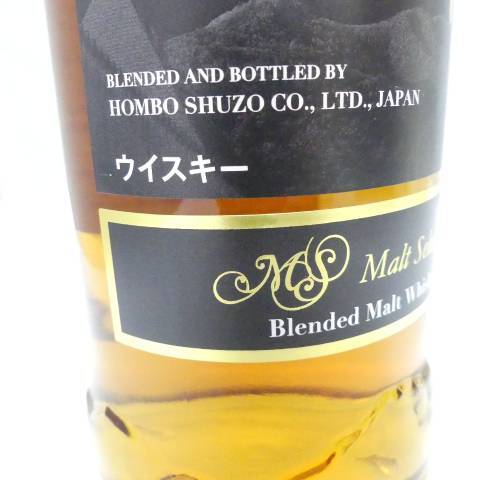 BLENDED AND BOTTLED BY
HOMBO SHUZO CO., LTD., JAPAN
ウイスキー
MS Malt
Blended Malt